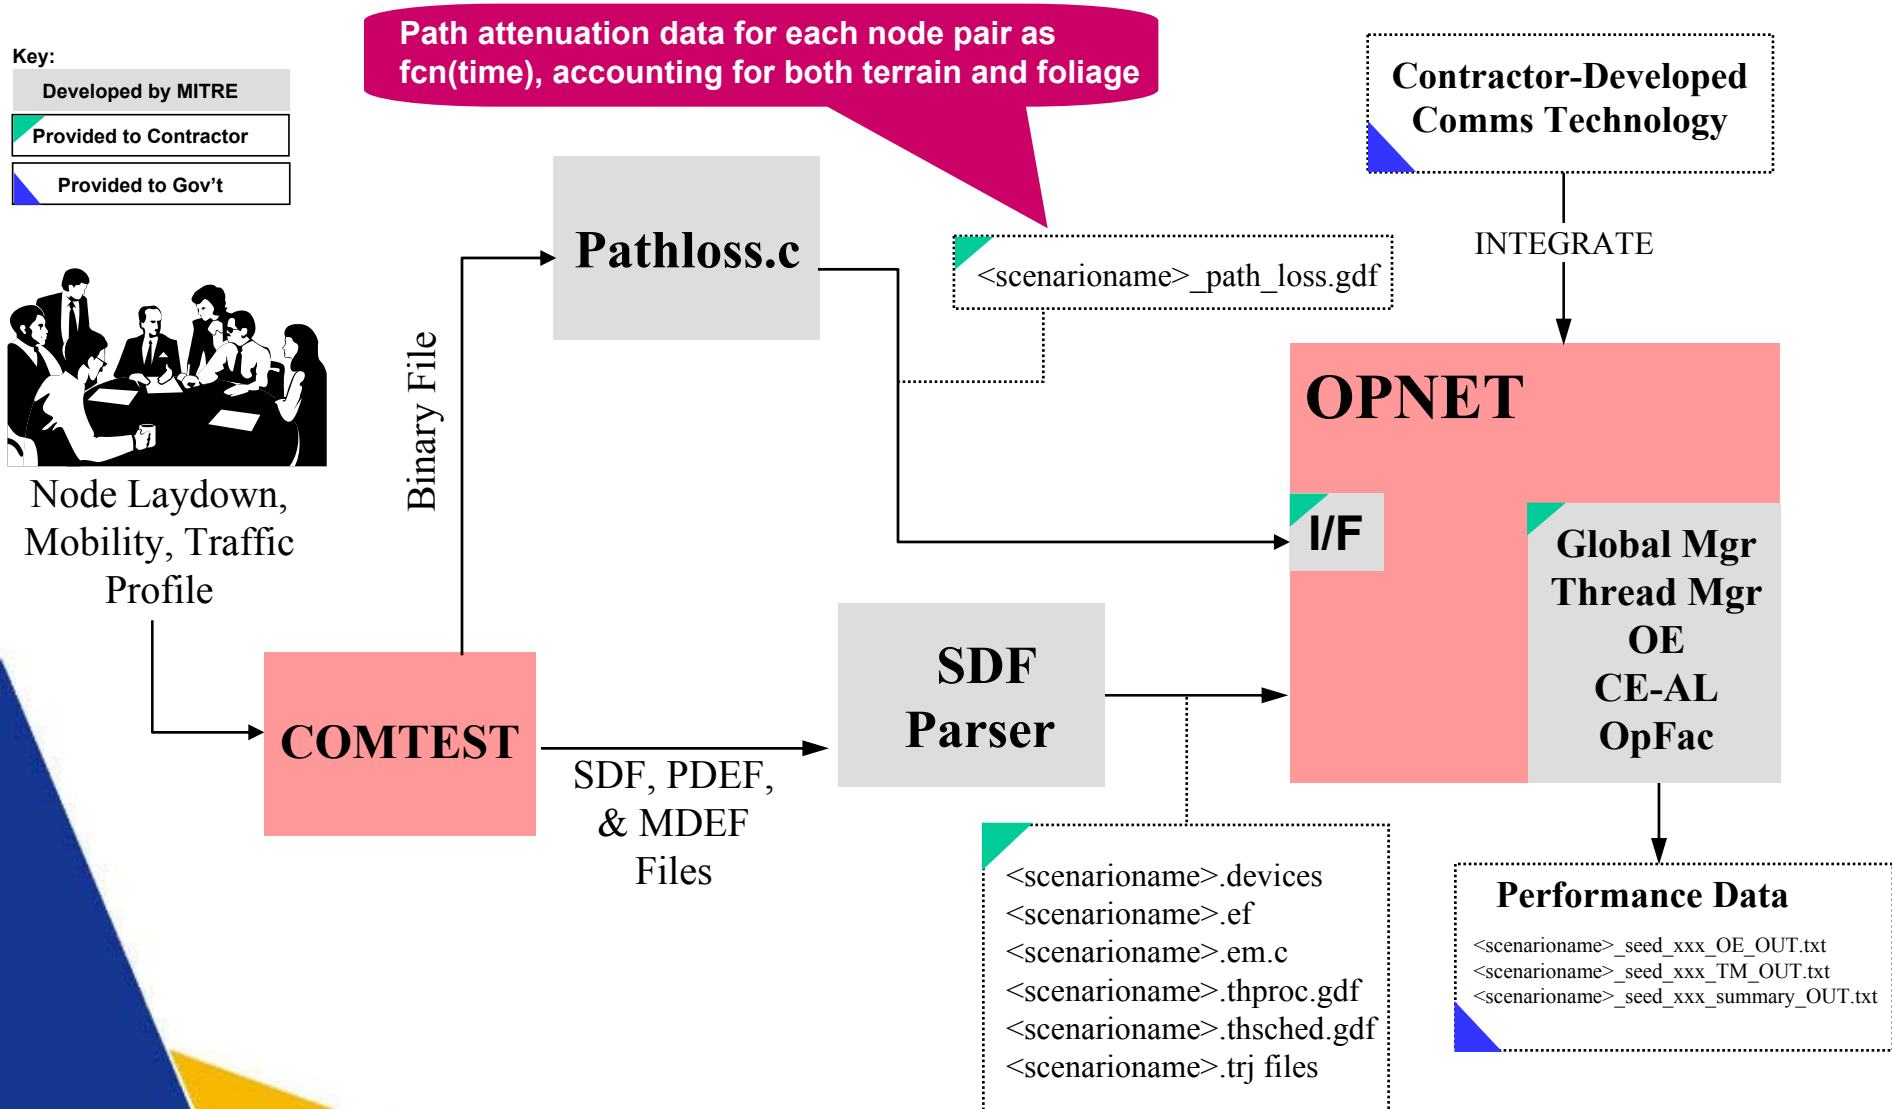 Key:
Developed by MITRE
Provided to Contractor
Provided to Gov't
Path attenuation data for each node pair as
fcn(time), accounting for both terrain and foliage
Contractor-Developed
Comms Technology
INTEGRATE
Pathloss.c
<scenarioname>_path_loss.gdf
Binary File
Node Laydown,
Mobility, Traffic
Profile
COMTEST
SDF, PDEF,
& MDEF
Files
SDF
Parser
OPNET
I/F
Global Mgr
Thread Mgr
OE
CE-AL
OpFac
<scenarioname>.devices
<scenarioname>.ef
<scenarioname>.em.c
<scenarioname>.thproc.gdf
<scenarioname>.thsched.gdf
<scenarioname>.trj files
Performance Data
<scenarioname>_seed_xxx_OE_OUT.txt
<scenarioname>_seed_xxx_TM_OUT.txt
<scenarioname>_seed_xxx_summary_OUT.txt